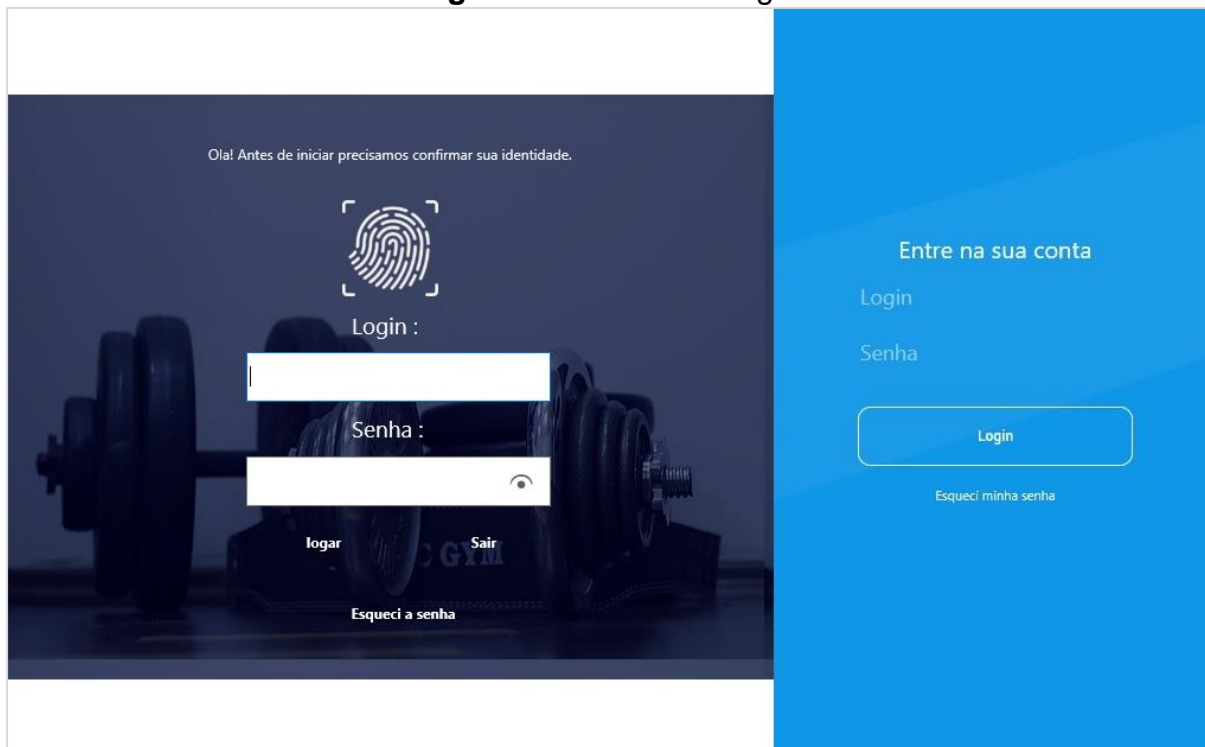 Ola! Antes de iniciar precisamos confirmar sua identidade.
Login :
Senha :
logar Sair
C GYM
Esqueci a senha
Entre na sua conta
Login
Senha
Login
Esqueci minha senha